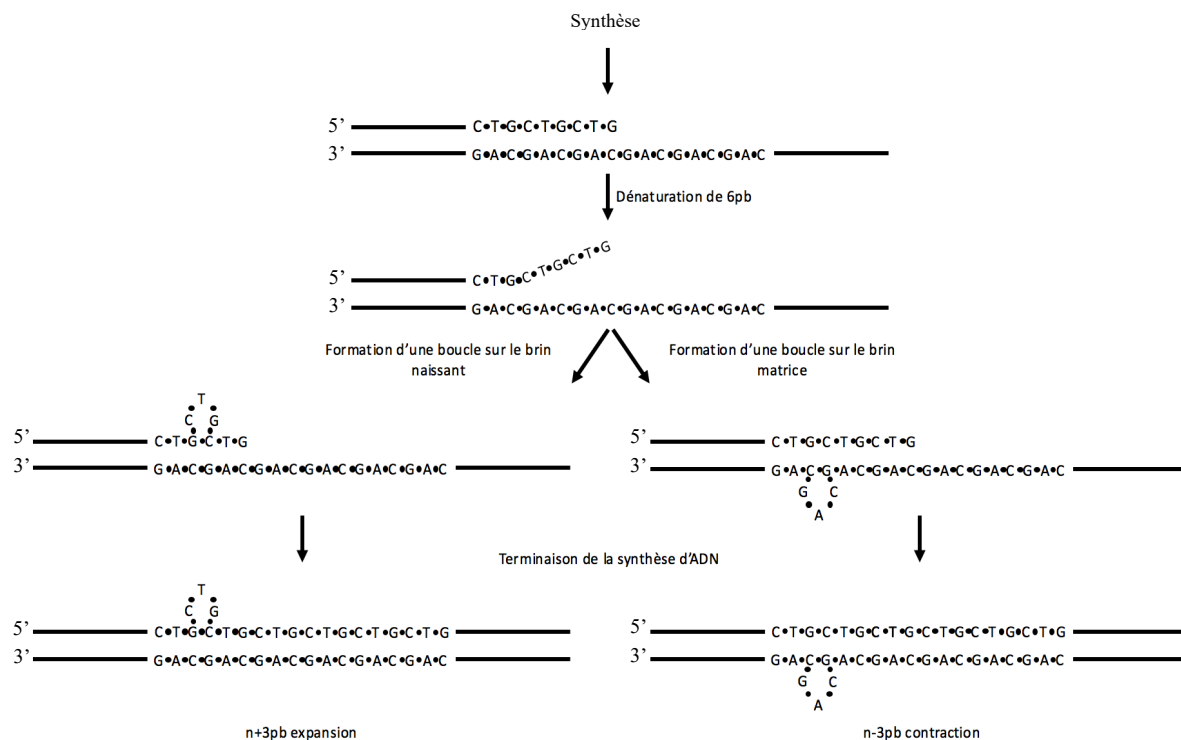 Synthèse
5' C•T•G•C•T•G•C•T•G
3' G•A•C•G•A•C•G•A•C•G•A•C•G•A•C•G•A•C
Dénaturation de 6pb
5' C•T•G•C•T•G•C•T•G
3' G•A•C•G•A•C•G•A•C•G•A•C•G•A•C•G•A•C
Formation d'une boucle sur le brin
naissant
Formation d'une boucle sur le brin
matrice
T
C G
5' C•T•G•C•T•G
3' G•A•C•G•A•C•G•A•C•G•A•C•G•A•C•G•A•C
5' C•T•G•C•T•G•C•T•G
3' G•A•C•G•A•C•G•A•C•G•A•C•G•A•C•G•A•C
G C
A
Terminaison de la synthèse d'ADN
T
C G
5' C•T•G•C•T•G•C•T•G•C•T•G•C•T•G•C•T•G
3' G•A•C•G•A•C•G•A•C•G•A•C•G•A•C•G•A•C
n+3pb expansion
5' C•T•G•C•T•G•C•T•G•C•T•G•C•T•G•C•T•G
3' G•A•C•G•A•C•G•A•C•G•A•C•G•A•C•G•A•C
G C
A
n-3pb contraction